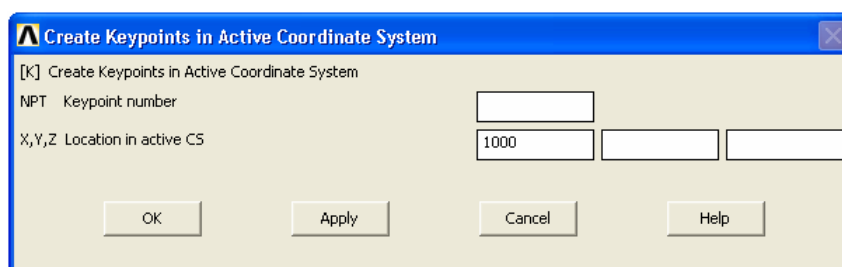 Create Keypoints in Active Coordinate System
[K] Create Keypoints in Active Coordinate System
NPT Keypoint number
X,Y,Z Location in active CS 1000
OK Apply Cancel Help